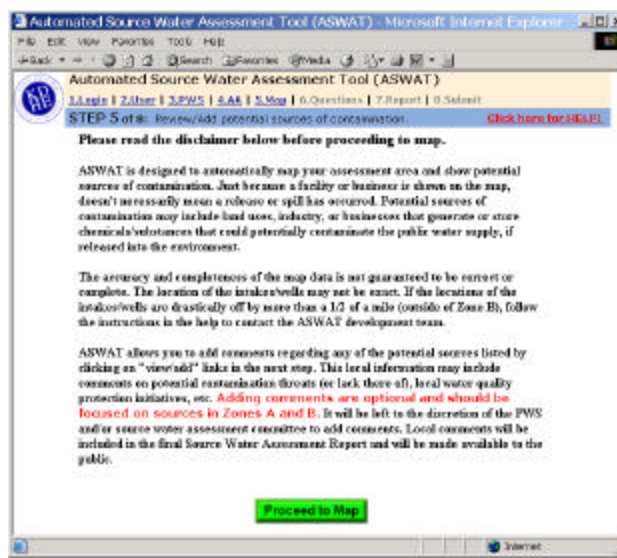 Automated Source Water Assessment Tool (ASWAT) - Microsoft Internet Explorer
File Edit View Favorites Tools Help
Back Search Favorites Media
Automated Source Water Assessment Tool (ASWAT)
1.Login | 2.User | 3.PWS | 4.AA | 5.Map | 6.Questions | 7.Report | 8.Submit
STEP 5 of 8: Review/Add potential sources of contamination. Click here for HELP!
Please read the disclaimer below before proceeding to map.
ASWAT is designed to automatically map your assessment area and show potential
sources of contamination. Just because a facility or business is shown on the map,
doesn't necessarily mean a release or spill has occurred. Potential sources of
contamination may include land uses, industry, or businesses that generate or store
chemicals/substances that could potentially contaminate the public water supply, if
released into the environment.
The accuracy and completeness of the map data is not guaranteed to be correct or
complete. The location of the intakes/wells may not be exact. If the locations of the
intakes/wells are drastically off by more than a 1/2 of a mile (outside of Zone B), follow
the instructions in the help to contact the ASWAT development team.
ASWAT allows you to add comments regarding any of the potential sources listed by
clicking on "view/add" links in the next step. This local information may include
comments on potential contamination threats (or lack there of), local water quality
protection initiatives, etc. Adding comments are optional and should be
focused on sources in Zones A and B. It will be left to the discretion of the PWS
and/or source water assessment committee to add comments. Local comments will be
included in the final Source Water Assessment Report and will be made available to the
public.
Proceed to Map
Internet